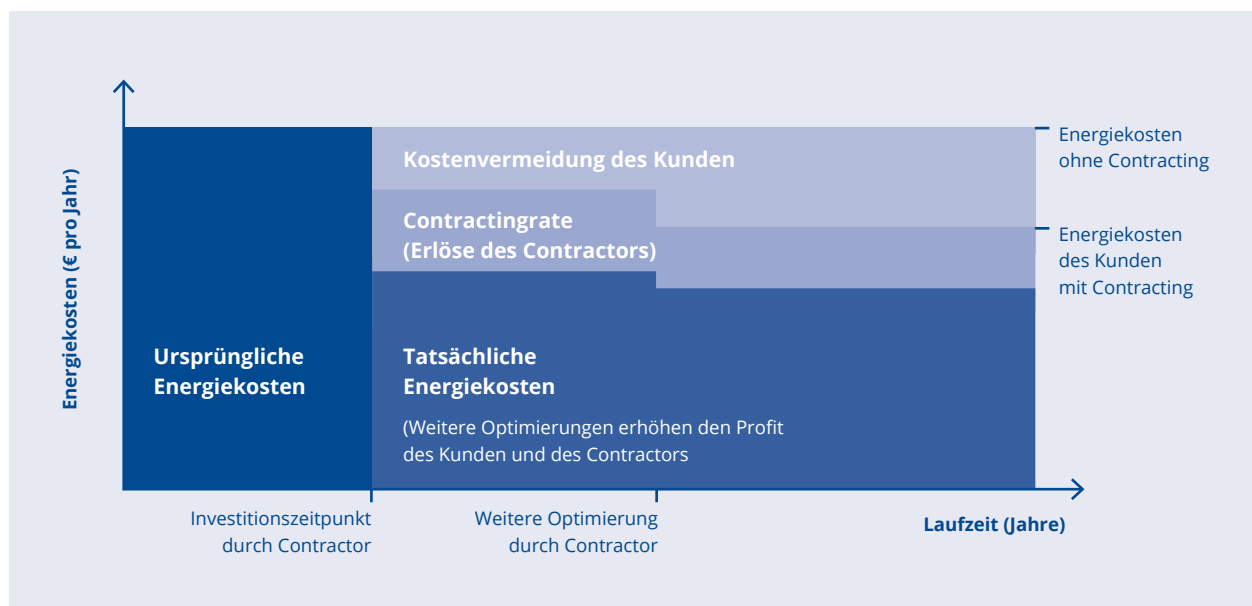 Energiekosten (€ pro Jahr)
Kostenvermeidung des Kunden
Contractingrate
(Erlöse des Contractors)
Ursprüngliche
Energiekosten
Tatsächliche
Energiekosten
(Weitere Optimierungen erhöhen den Profit
des Kunden und des Contractors
Energiekosten
ohne Contracting
Energiekosten
des Kunden
mit Contracting
Investitionszeitpunkt
durch Contractor
Weitere Optimierung
durch Contractor
Laufzeit (Jahre)